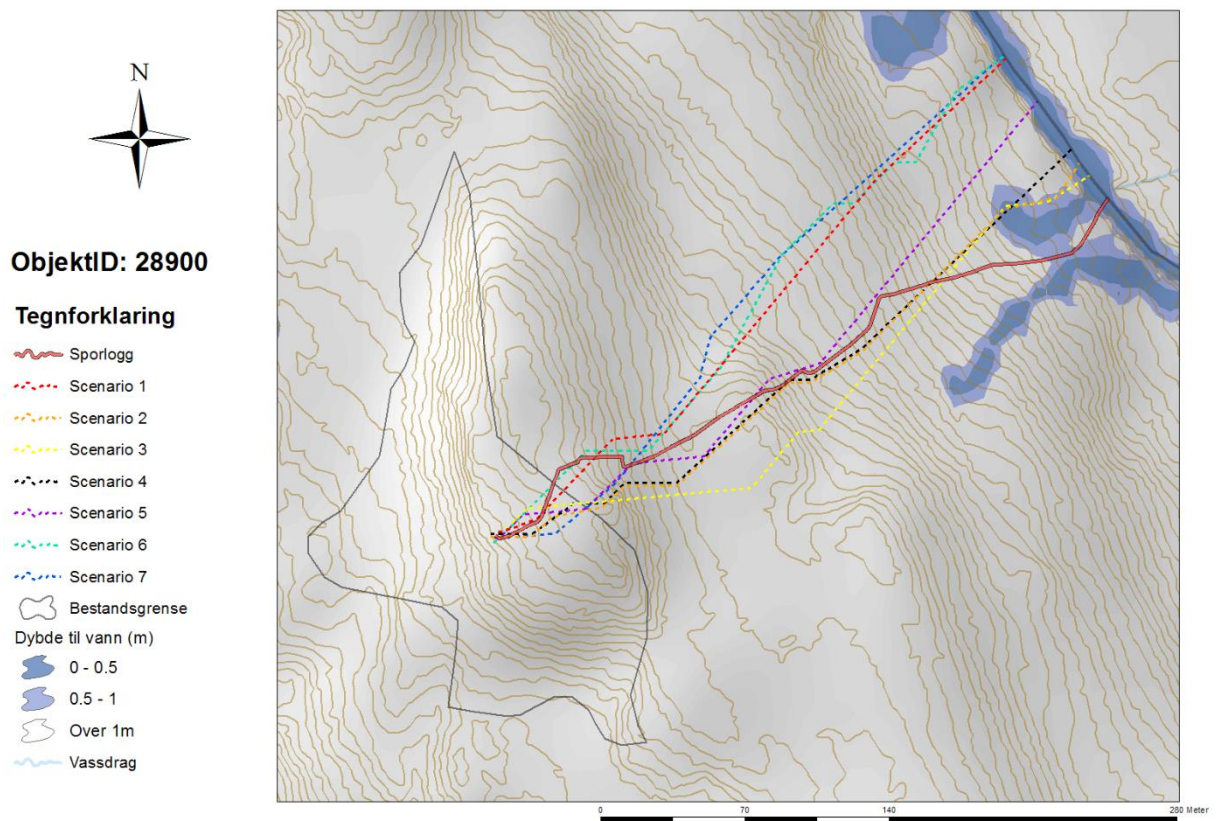 N
ObjektID: 28900
Tegnforklaring
Sporlogg
Scenario 1
Scenario 2
Scenario 3
Scenario 4
Scenario 5
Scenario 6
Scenario 7
Bestandsgrense
Dybde til vann (m)
0 - 0.5
0.5 - 1
Over 1m
Vassdrag
0 70 140 280 Meter